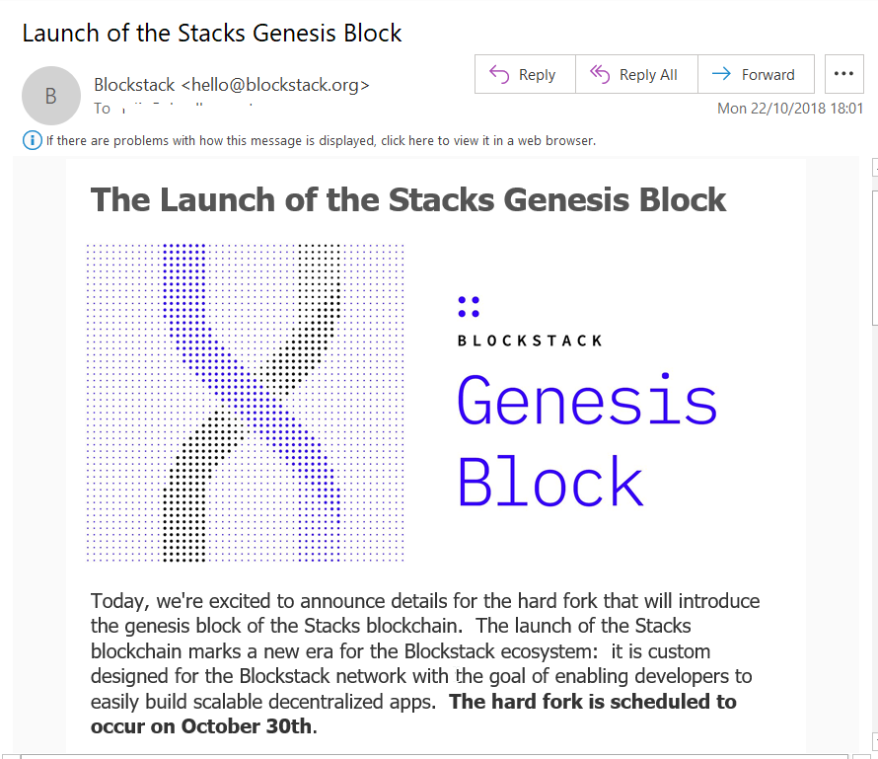 Launch of the Stacks Genesis Block
B
Blockstack <hello@blockstack.org>
To
Reply
Reply All
Forward
Mon 22/10/2018 18:01
If there are problems with how this message is displayed, click here to view it in a web browser.
The Launch of the Stacks Genesis Block
BLOCKSTACK
Genesis
Block
Today, we're excited to announce details for the hard fork that will introduce
the genesis block of the Stacks blockchain.  The launch of the Stacks
blockchain marks a new era for the Blockstack ecosystem:  it is custom
designed for the Blockstack network with the goal of enabling developers to
easily build scalable decentralized apps.  The hard fork is scheduled to
occur on October 30th.